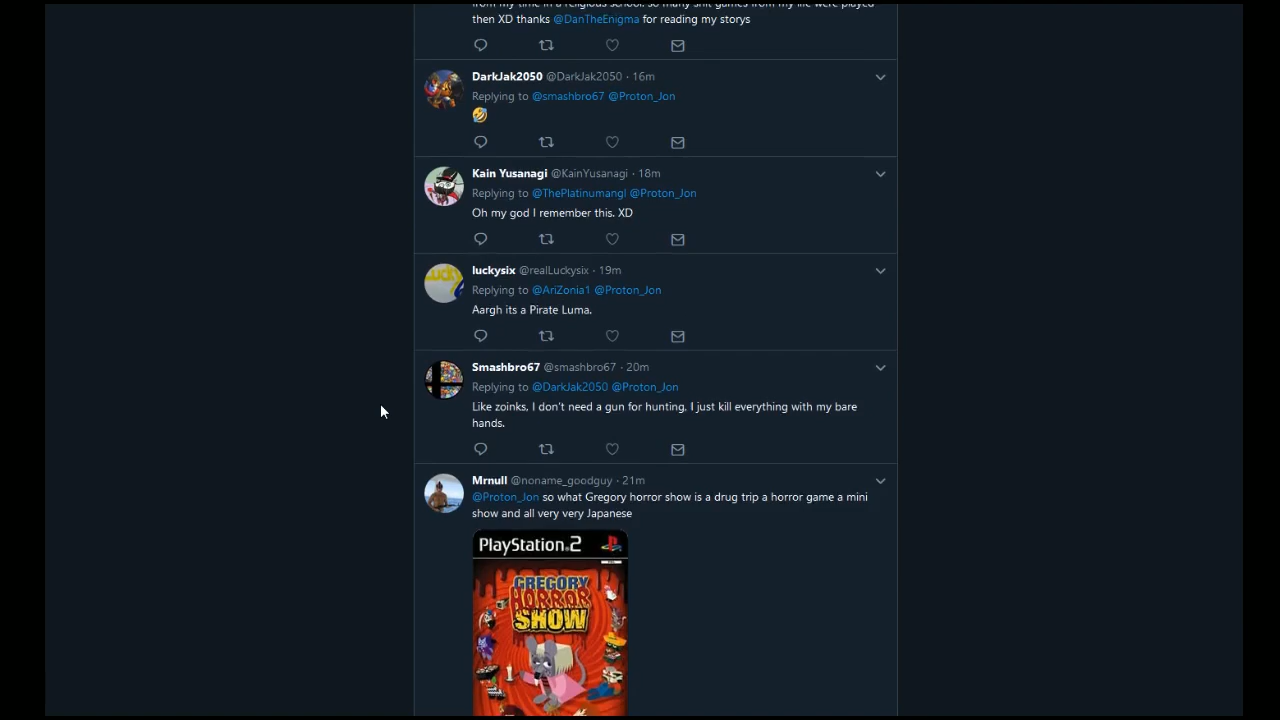 from my time in a religious school. so many shit games from my life were played
then XD thanks @DanTheEnigma for reading my storys
DarkJak2050 @DarkJak2050 · 16m
Replying to @smashbro67 @Proton_Jon
🤣
Kain Yusanagi @KainYusanagi · 18m
Replying to @ThePlatinumangl @Proton_Jon
Oh my god I remember this. XD
luckysix @realLuckysix · 19m
Replying to @AriZonia1 @Proton_Jon
Aargh its a Pirate Luma.
Smashbro67 @smashbro67 · 20m
Replying to @DarkJak2050 @Proton_Jon
Like zoinks, I don't need a gun for hunting, I just kill everything with my bare
hands.
Mrnull @noname_goodguy · 21m
@Proton_Jon so what Gregory horror show is a drug trip a horror game a mini
show and all very very Japanese
PlayStation.2
GREGORY
HORROR
SHOW